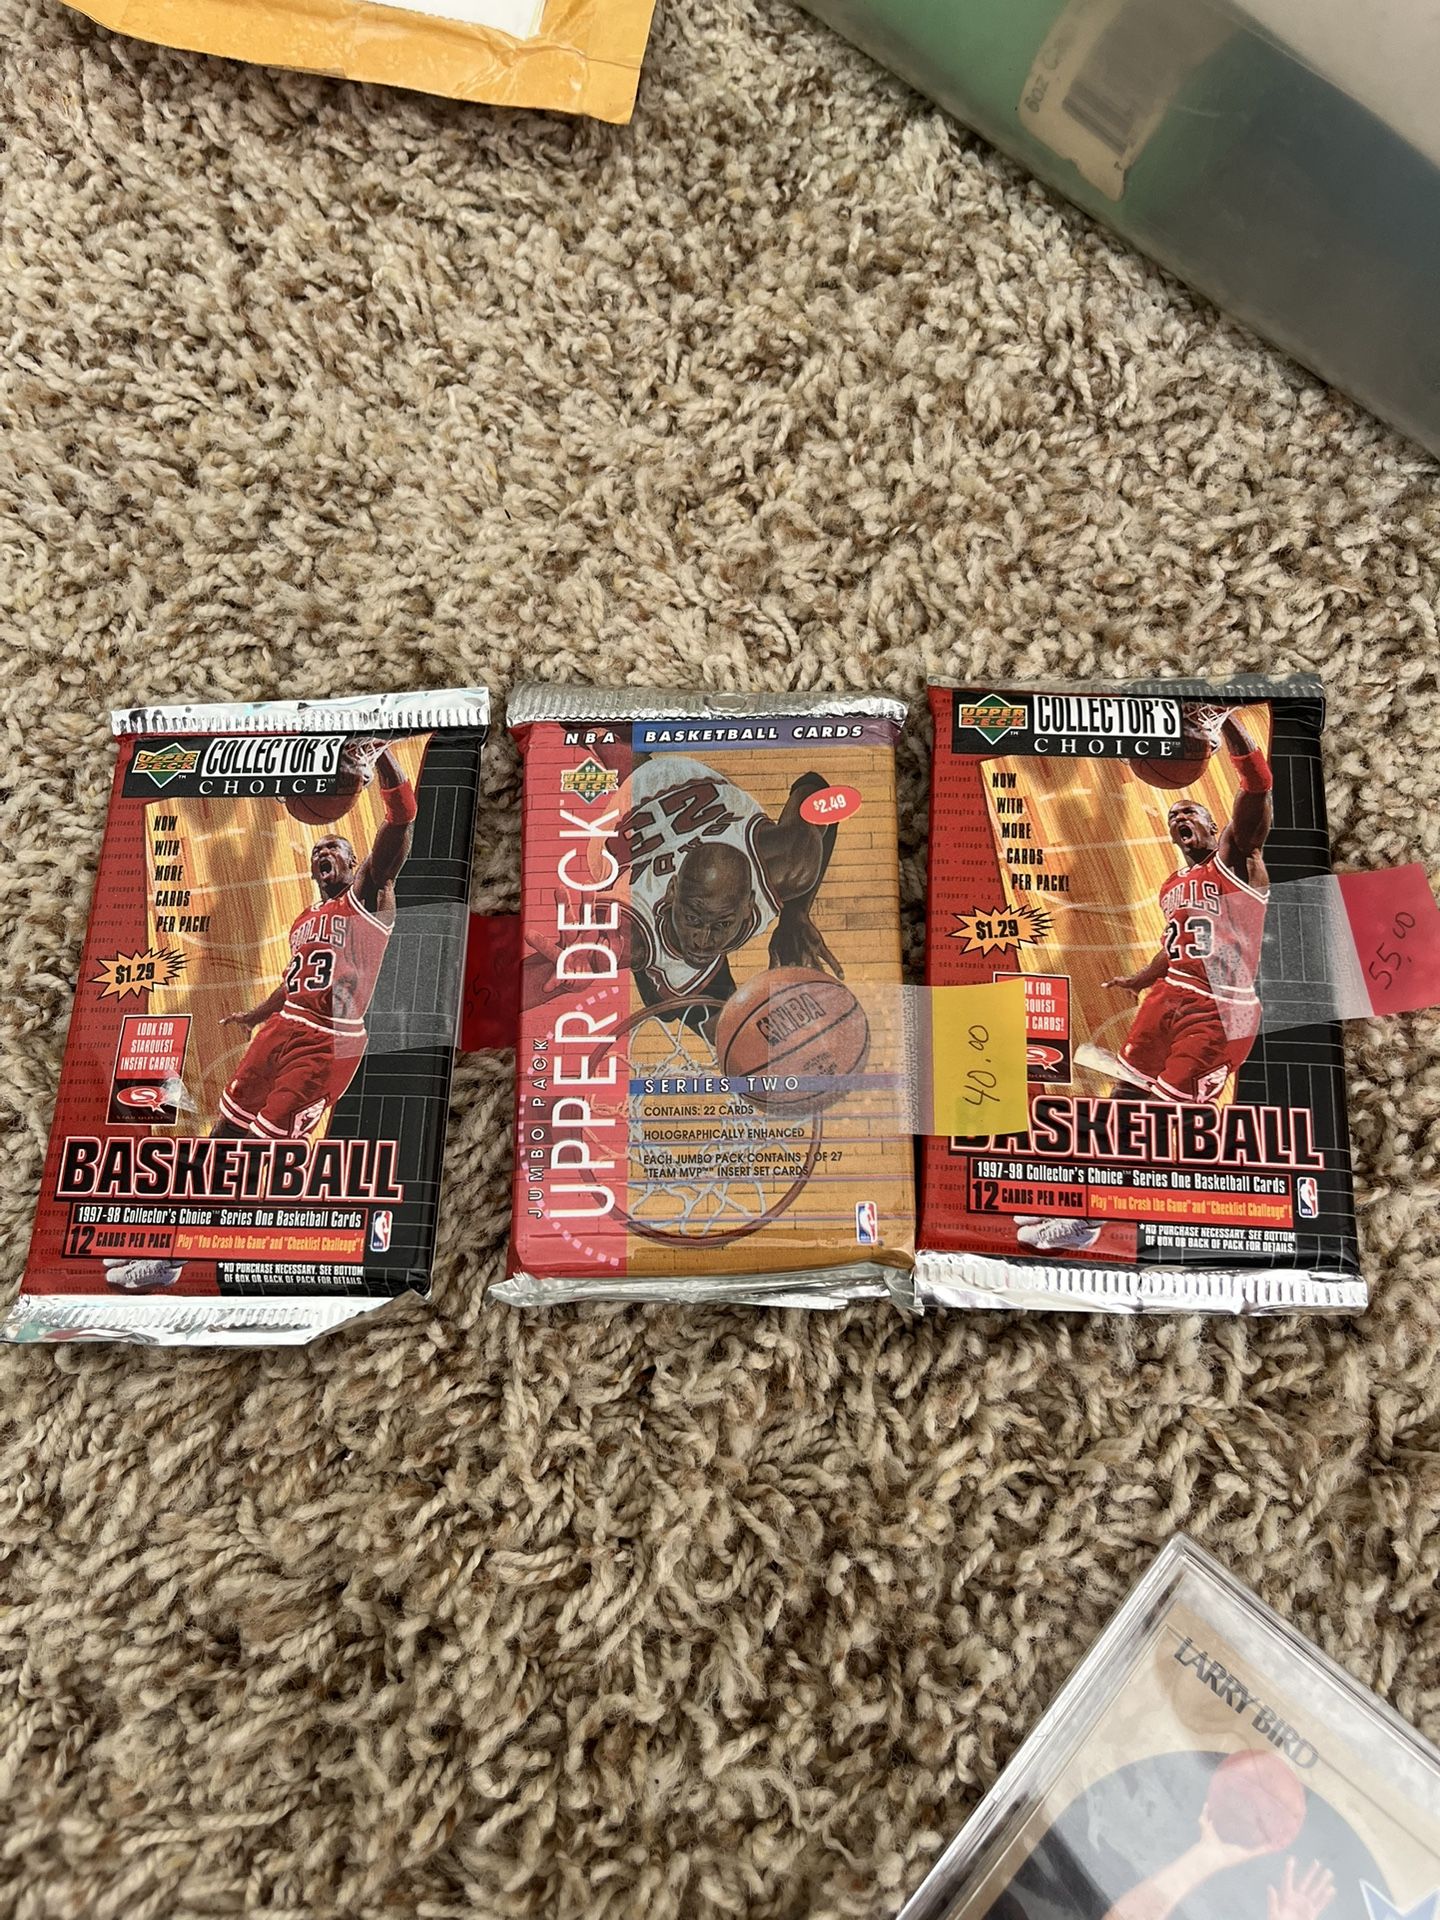 UPPER
DECK
COLLECTOR'S
CHOICE™
NOW
WITH
MORE
CARDS
PER PACK!
$1.29
LOOK FOR
STARQUEST
INSERT CARDS!
STARQUEST
BULLS
23
BASKETBALL
1997-98 Collector's Choice™ Series One Basketball Cards
12 CARDS PER PACK
Play "You Crash the Game" and "Checklist Challenge"!
*NO PURCHASE NECESSARY. SEE BOTTOM
OF BOX OR BACK OF PACK FOR DETAILS.
NBA BASKETBALL CARDS
UPPER
DECK
$2.49
JUMBO PACK
UPPER DECK
NBA
SERIES TWO
CONTAINS: 22 CARDS
HOLOGRAPHICALLY ENHANCED
EACH JUMBO PACK CONTAINS 1 OF 27
"TEAM MVP™" INSERT SET CARDS
40.00
UPPER
DECK
COLLECTOR'S
CHOICE™
NOW
WITH
MORE
CARDS
PER PACK!
$1.29
BULLS
23
55.00
BASKETBALL
1997-98 Collector's Choice™ Series One Basketball Cards
12 CARDS PER PACK
Play "You Crash the Game" and "Checklist Challenge"!
*NO PURCHASE NECESSARY. SEE BOTTOM
OF BOX OR BACK OF PACK FOR DETAILS.
LARRY BIRD